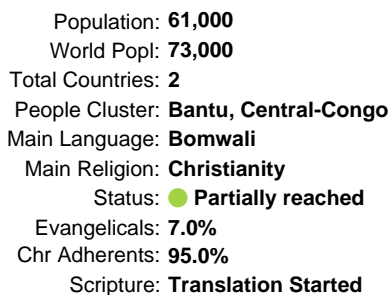 Population: 61,000
World Popl: 73,000
Total Countries: 2
People Cluster: Bantu, Central-Congo
Main Language: Bomwali
Main Religion: Christianity
Status: Partially reached
Evangelicals: 7.0%
Chr Adherents: 95.0%
Scripture: Translation Started